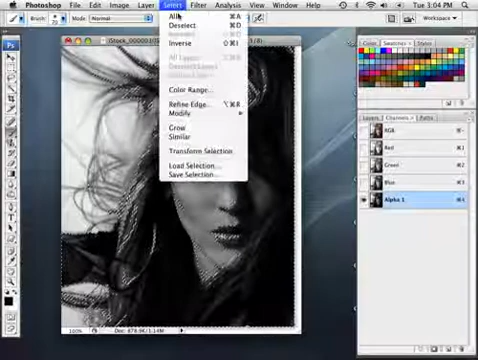 Photoshop File Edit Image Layer Select Filter Analysis View Window Help Tue 3:04 PM
Brush: Mode: Normal Workspace
All ⌘A
Deselect ⌘D
Inverse ⇧⌘I
All Layers
Color Range...
Refine Edge... ⌥⌘R
Modify
Grow
Similar
Transform Selection
Load Selection...
Save Selection...
Color Swatches Styles
Layers Channels Paths
RGB
Red
Green
Blue
Alpha 1
100% Doc: 878.9K/1.14M